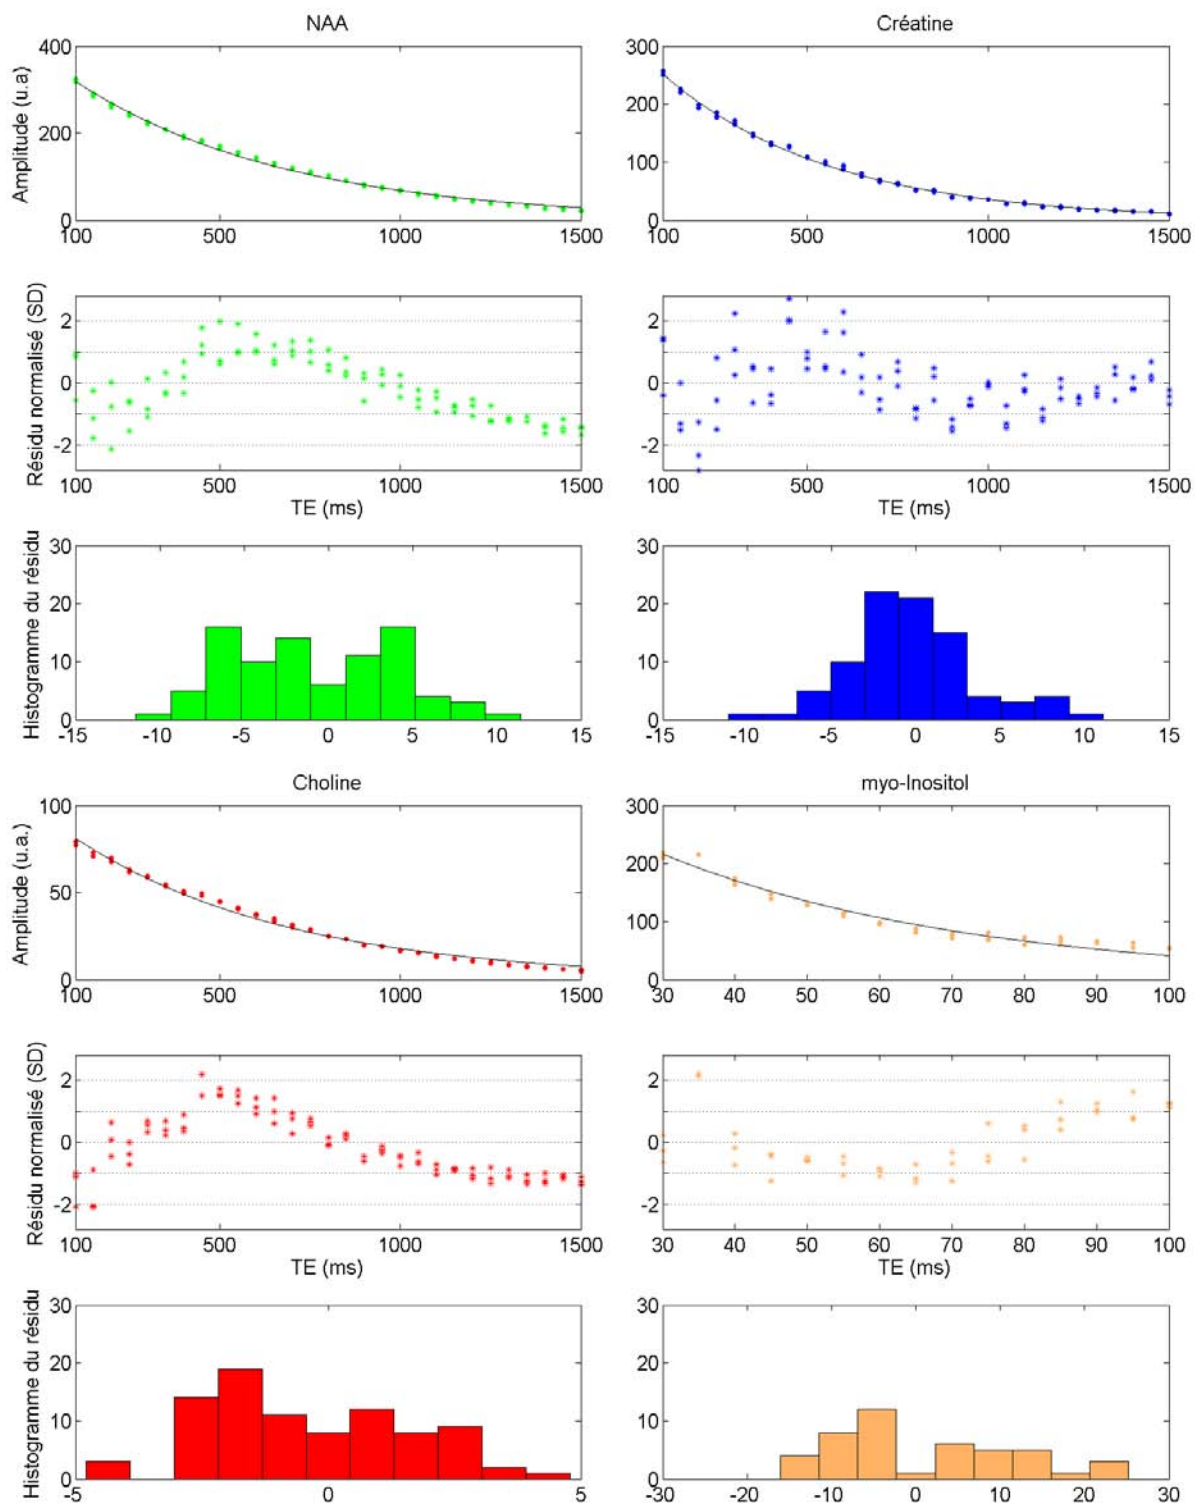 NAA
Créatine
Amplitude (u.a)
400
200
0
100 500 1000 1500
300
200
100
0
100 500 1000 1500
Résidu normalisé (SD)
2
0
-2
100 500 1000 1500
TE (ms)
2
0
-2
100 500 1000 1500
TE (ms)
Histogramme du résidu
30
20
10
0
-15 -10 -5 0 5 10 15
30
20
10
0
-15 -10 -5 0 5 10 15
Choline
myo-Inositol
Amplitude (u.a.)
100
50
0
100 500 1000 1500
300
200
100
0
30 40 50 60 70 80 90 100
Résidu normalisé (SD)
2
0
-2
100 500 1000 1500
TE (ms)
2
0
-2
30 40 50 60 70 80 90 100
TE (ms)
Histogramme du résidu
30
20
10
0
-5 0 5
30
20
10
0
-30 -20 -10 0 10 20 30